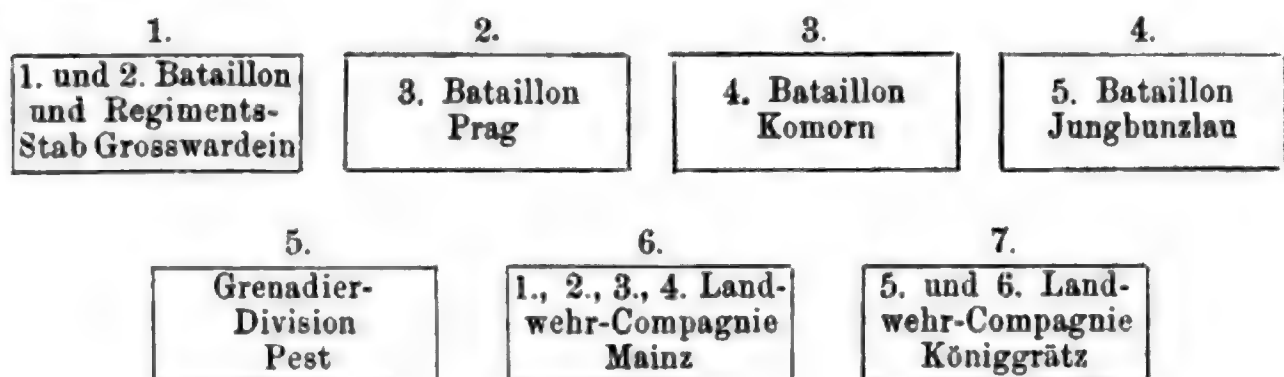 1.
1. und 2. Bataillon
und Regiments-
Stab Grosswardein
2.
3. Bataillon
Prag
3.
4. Bataillon
Komorn
4.
5. Bataillon
Jungbunzlau
5.
Grenadier-
Division
Pest
6.
1., 2., 3., 4. Land-
wehr-Compagnie
Mainz
7.
5. und 6. Land-
wehr-Compagnie
Königgrätz